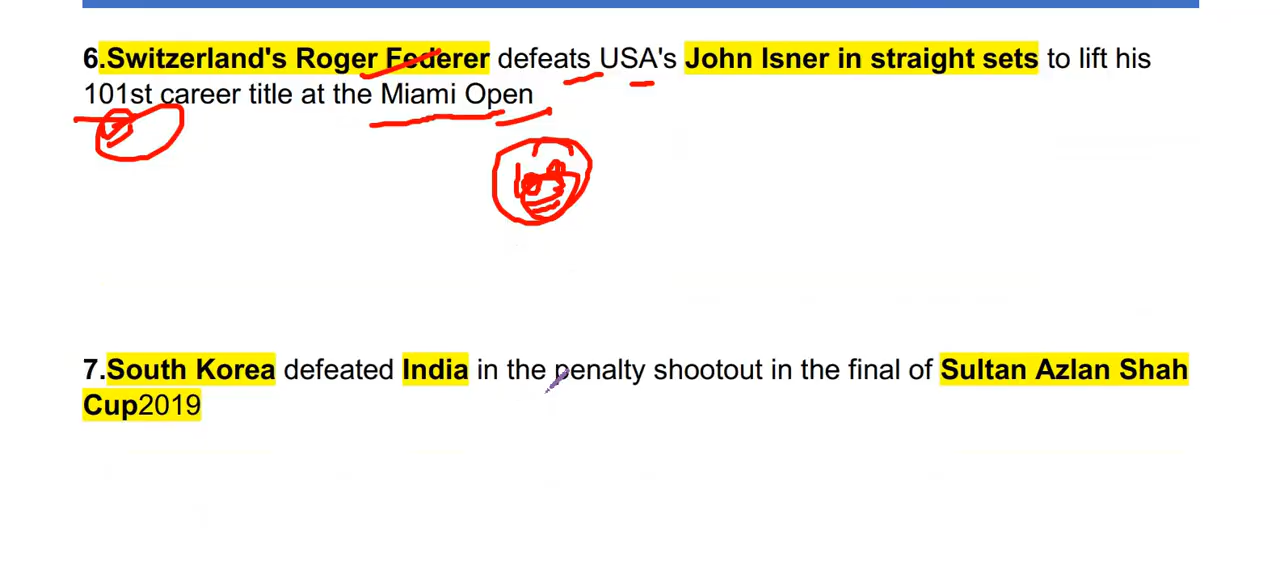 6.Switzerland's Roger Federer defeats USA's John Isner in straight sets to lift his
101st career title at the Miami Open
7.South Korea defeated India in the penalty shootout in the final of Sultan Azlan Shah
Cup2019